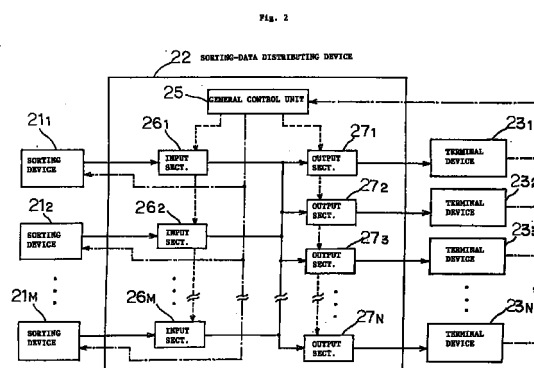 Fig. 2
22
SORTING-DATA DISTRIBUTING DEVICE
25
GENERAL CONTROL UNIT
21₁
26₁
27₁
23₁
SORTING DEVICE
INPUT SECT.
OUTPUT SECT.
TERMINAL DEVICE
21₂
26₂
27₂
23₂
SORTING DEVICE
INPUT SECT.
OUTPUT SECT.
TERMINAL DEVICE
27₃
23₃
OUTPUT SECT.
TERMINAL DEVICE
21M
26M
27N
23N
SORTING DEVICE
INPUT SECT.
OUTPUT SECT.
TERMINAL DEVICE